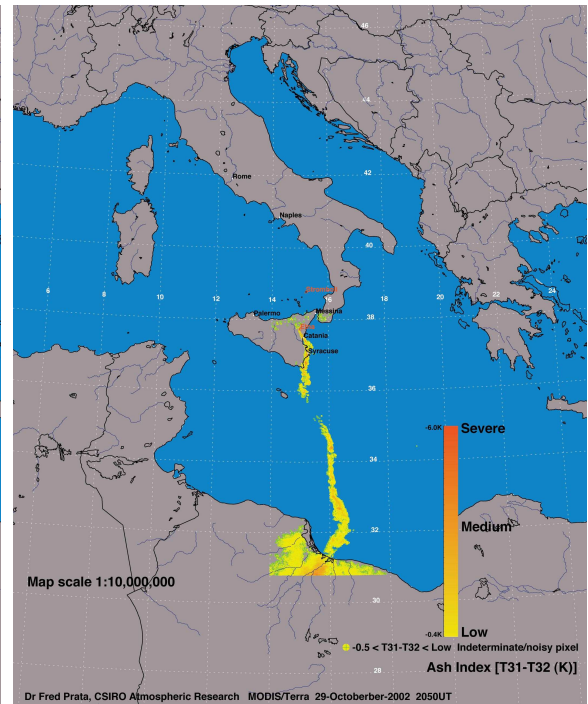 46
44
42
Rome
Naples
40
Stromboli
6 8 10 12 14 16 18 20 22 24
Messina
Palermo
38
Etna
Catania
Syracuse
36
-6.0K Severe
34
Medium
32
Map scale 1:10,000,000
30
-0.4K Low
-0.5 < T31-T32 < Low Indeterminate/noisy pixel
Ash Index [T31-T32 (K)]
28
Dr Fred Prata, CSIRO Atmospheric Research MODIS/Terra 29-Octoberber-2002 2050UT